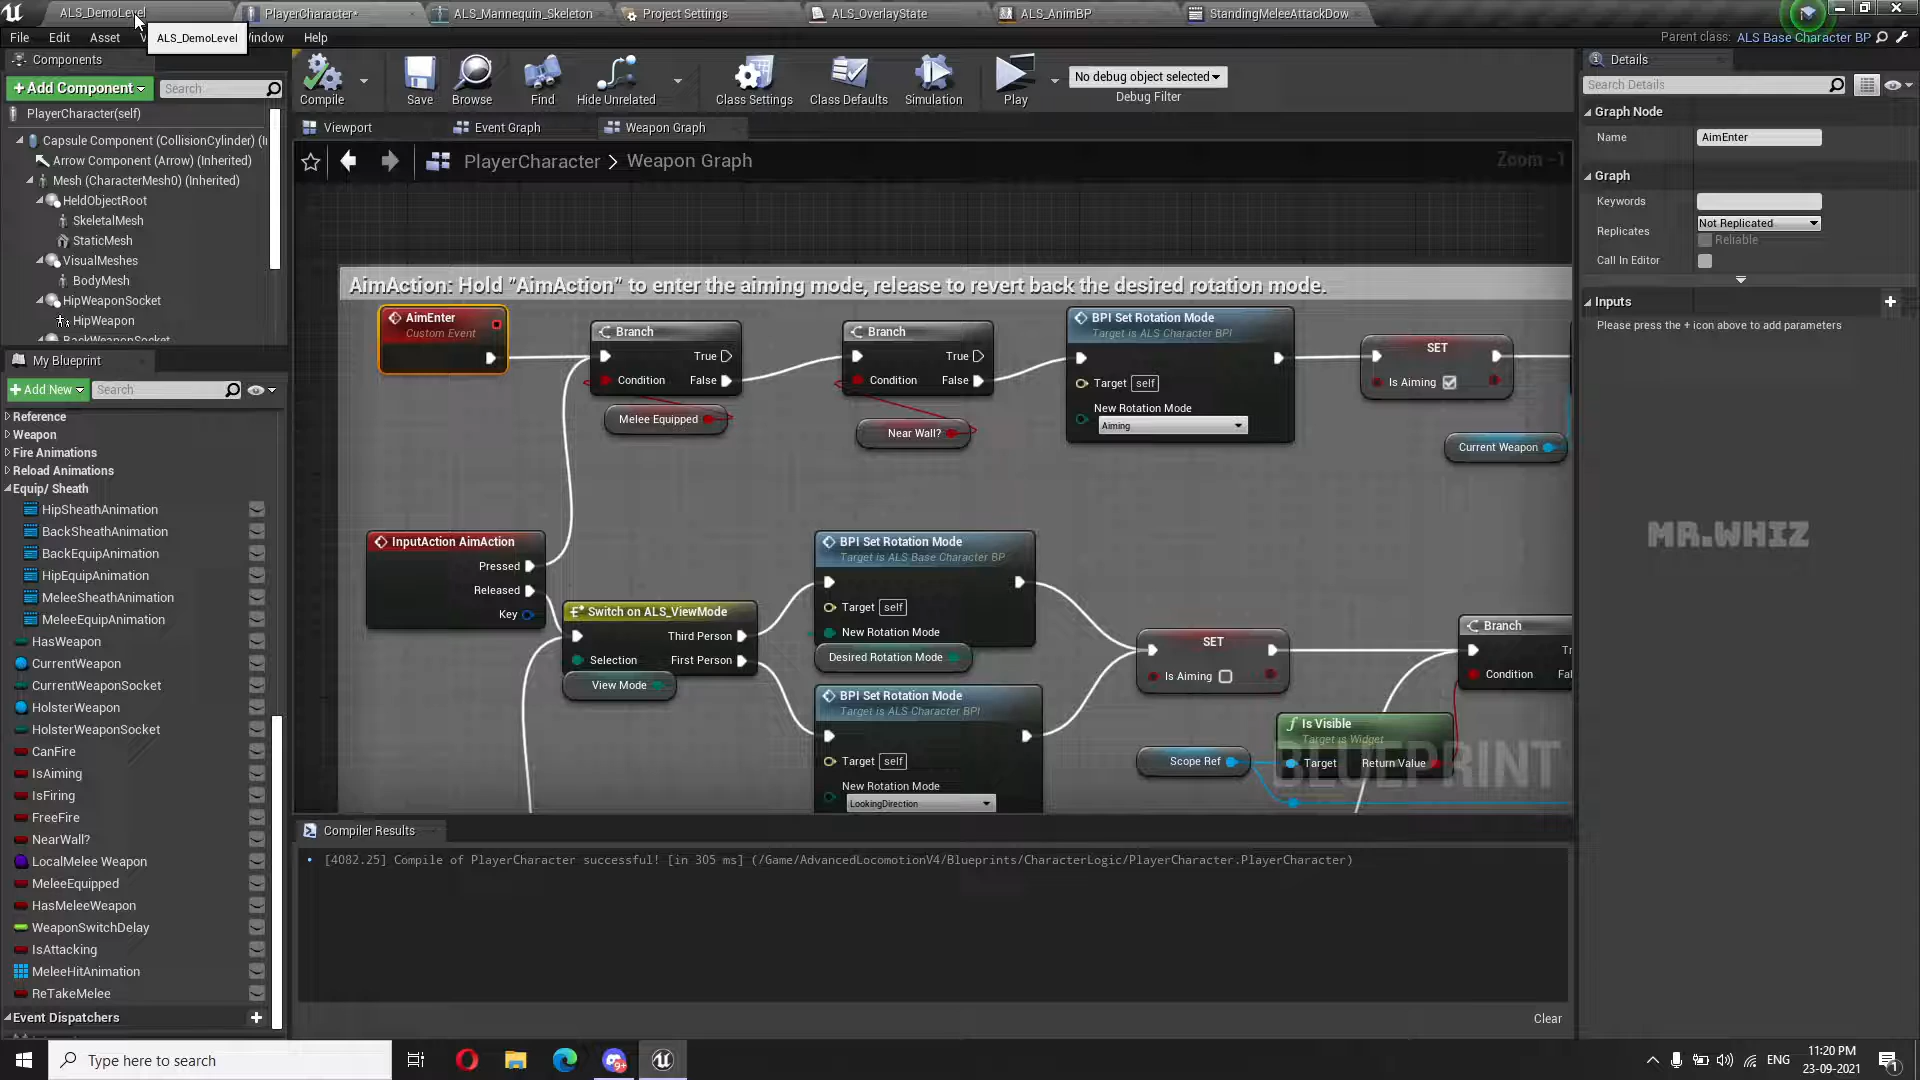 ALS_DemoLevel
PlayerCharacter*
ALS_Mannequin_Skeleton
Project Settings
ALS_OverlayState
ALS_AnimBP
StandingMeleeAttackDow
File
Edit
Asset
ALS_DemoLevel
indow
Help
Parent class: ALS Base Character BP
Components
+ Add Component
Search
PlayerCharacter(self)
Capsule Component (CollisionCylinder) (I
Arrow Component (Arrow) (Inherited)
Mesh (CharacterMesh0) (Inherited)
HeldObjectRoot
SkeletalMesh
StaticMesh
VisualMeshes
BodyMesh
HipWeaponSocket
HipWeapon
BackWeaponSocket
Compile
Save
Browse
Find
Hide Unrelated
Class Settings
Class Defaults
Simulation
Play
No debug object selected
Debug Filter
Viewport
Event Graph
Weapon Graph
PlayerCharacter > Weapon Graph
Zoom -1
AimAction: Hold "AimAction" to enter the aiming mode, release to revert back the desired rotation mode.
AimEnter
Custom Event
Branch
True
Condition
False
Melee Equipped
Branch
True
Condition
False
Near Wall?
BPI Set Rotation Mode
Target is ALS Character BPI
Target self
New Rotation Mode
Aiming
SET
Is Aiming
Current Weapon
InputAction AimAction
Pressed
Released
Key
Switch on ALS_ViewMode
Third Person
Selection
First Person
View Mode
BPI Set Rotation Mode
Target is ALS Base Character BP
Target self
New Rotation Mode
Desired Rotation Mode
BPI Set Rotation Mode
Target is ALS Character BPI
Target self
New Rotation Mode
LookingDirection
SET
Is Aiming
Branch
Tr
Condition
Fal
Scope Ref
f Is Visible
Target is Widget
Target
Return Value
BLUEPRINT
Compiler Results
[4082.25] Compile of PlayerCharacter successful! [in 305 ms] (/Game/AdvancedLocomotionV4/Blueprints/CharacterLogic/PlayerCharacter.PlayerCharacter)
Clear
My Blueprint
+ Add New
Search
Reference
Weapon
Fire Animations
Reload Animations
Equip/ Sheath
HipSheathAnimation
BackSheathAnimation
BackEquipAnimation
HipEquipAnimation
MeleeSheathAnimation
MeleeEquipAnimation
HasWeapon
CurrentWeapon
CurrentWeaponSocket
HolsterWeapon
HolsterWeaponSocket
CanFire
IsAiming
IsFiring
FreeFire
NearWall?
LocalMelee Weapon
MeleeEquipped
HasMeleeWeapon
WeaponSwitchDelay
IsAttacking
MeleeHitAnimation
ReTakeMelee
Event Dispatchers
Details
Search Details
Graph Node
Name
AimEnter
Graph
Keywords
Replicates
Not Replicated
Reliable
Call In Editor
Inputs
Please press the + icon above to add parameters
MR.WHIZ
Type here to search
9+
ENG
11:20 PM
23-09-2021
1